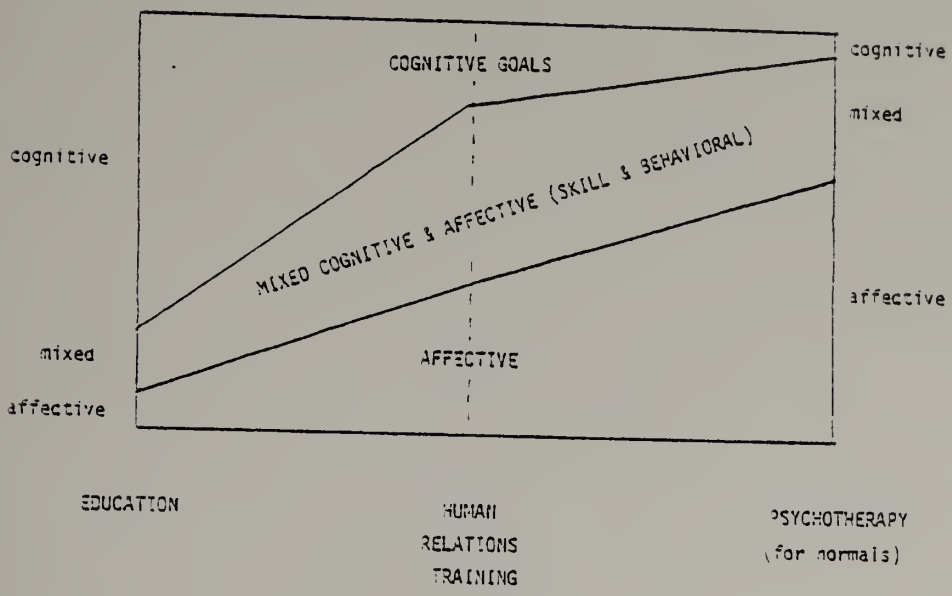 COGNITIVE GOALS
cognitive
mixed
cognitive
MIXED COGNITIVE & AFFECTIVE (SKILL & BEHAVIORAL)
affective
mixed
AFFECTIVE
affective
EDUCATION
HUMAN
RELATIONS
TRAINING
PSYCHOTHERAPY
(for normals)